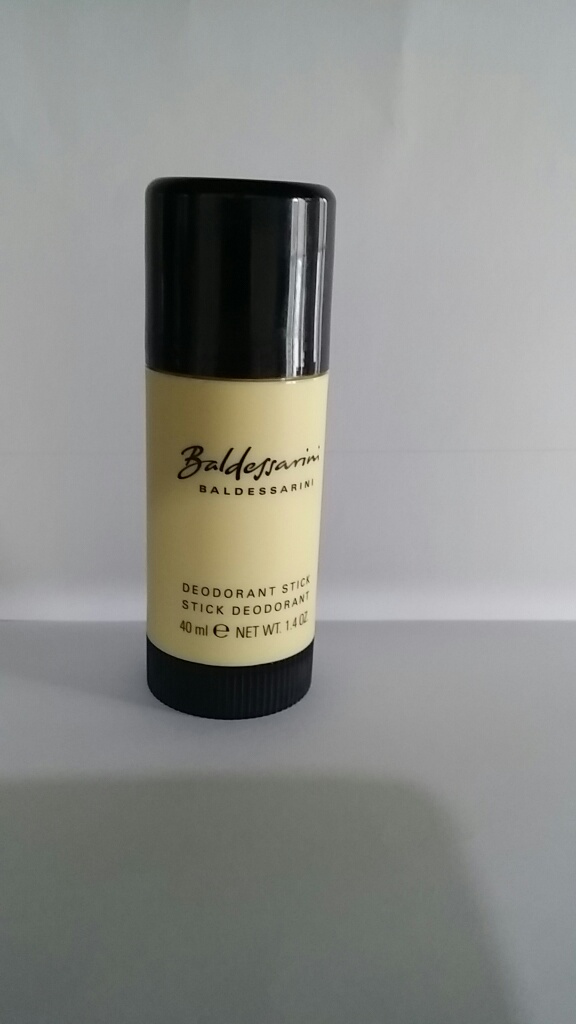 Baldessarini
BALDESSARINI
DEODORANT STICK
STICK DEODORANT
40 ml ℮ NET WT. 1.4 OZ.